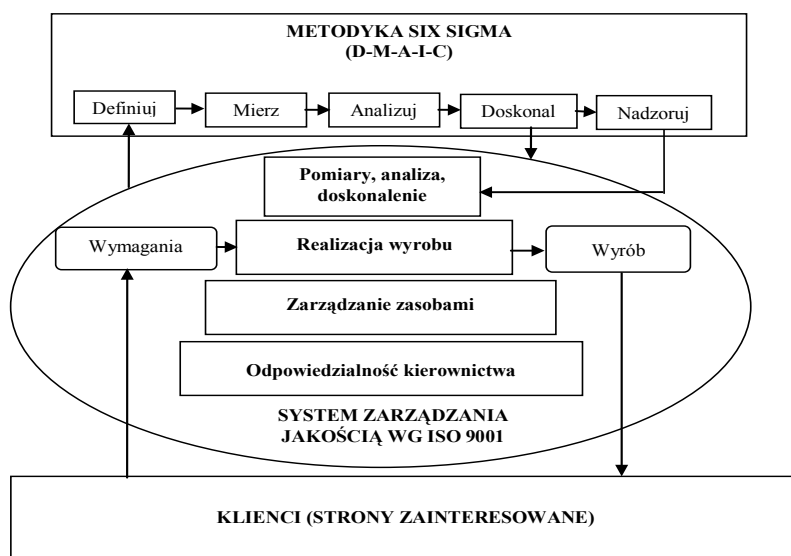 METODYKA SIX SIGMA
(D-M-A-I-C)
Definiuj
Mierz
Analizuj
Doskonal
Nadzoruj
Pomiary, analiza,
doskonalenie
Wymagania
Realizacja wyrobu
Wyrób
Zarządzanie zasobami
Odpowiedzialność kierownictwa
SYSTEM ZARZĄDZANIA
JAKOŚCIĄ WG ISO 9001
KLIENCI (STRONY ZAINTERESOWANE)